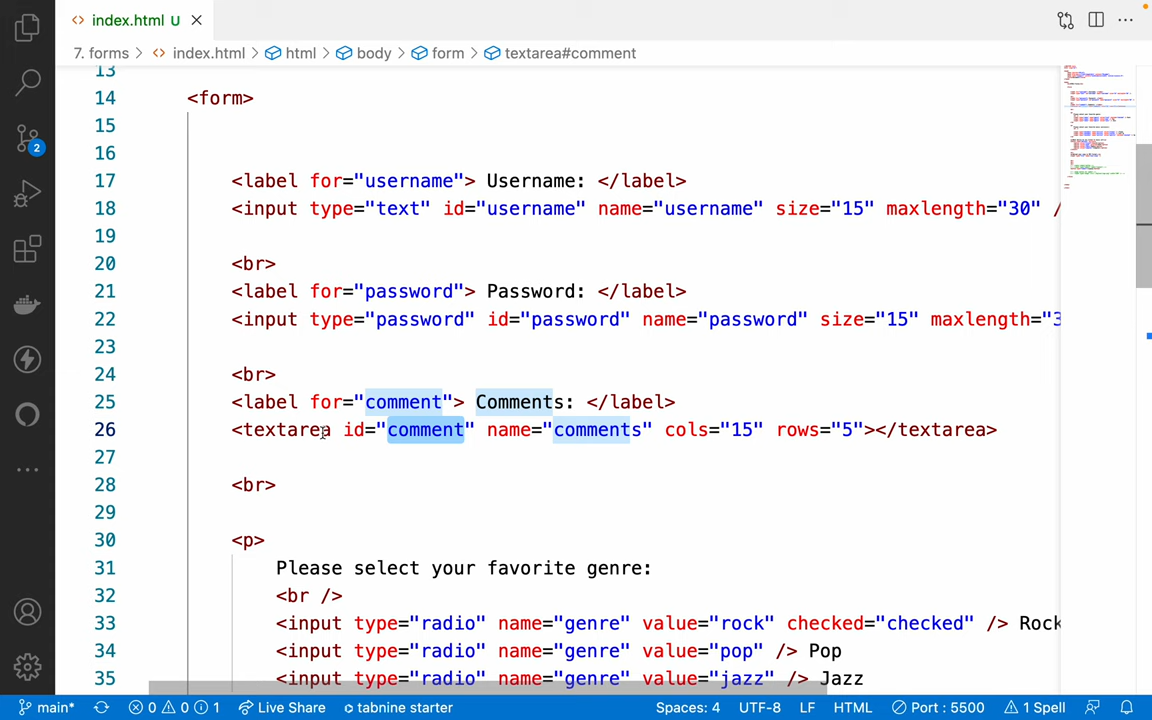 index.html U
7. forms > index.html > html > body > form > textarea#comment
13
14 <form>
15
16
17 <label for="username"> Username: </label>
18 <input type="text" id="username" name="username" size="15" maxlength="30" /
19
20 <br>
21 <label for="password"> Password: </label>
22 <input type="password" id="password" name="password" size="15" maxlength="3
23
24 <br>
25 <label for="comment"> Comments: </label>
26 <textarea id="comment" name="comments" cols="15" rows="5"></textarea>
27
28 <br>
29
30 <p>
31 Please select your favorite genre:
32 <br />
33 <input type="radio" name="genre" value="rock" checked="checked" /> Rock
34 <input type="radio" name="genre" value="pop" /> Pop
35 <input type="radio" name="genre" value="jazz" /> Jazz
2
main* 0 0 1 Live Share tabnine starter Spaces: 4 UTF-8 LF HTML Port : 5500 1 Spell